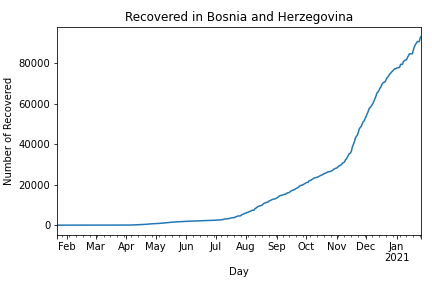 Recovered in Bosnia and Herzegovina
Number of Recovered
80000
60000
40000
20000
0
Feb Mar Apr May Jun Jul Aug Sep Oct Nov Dec Jan
2021
Day